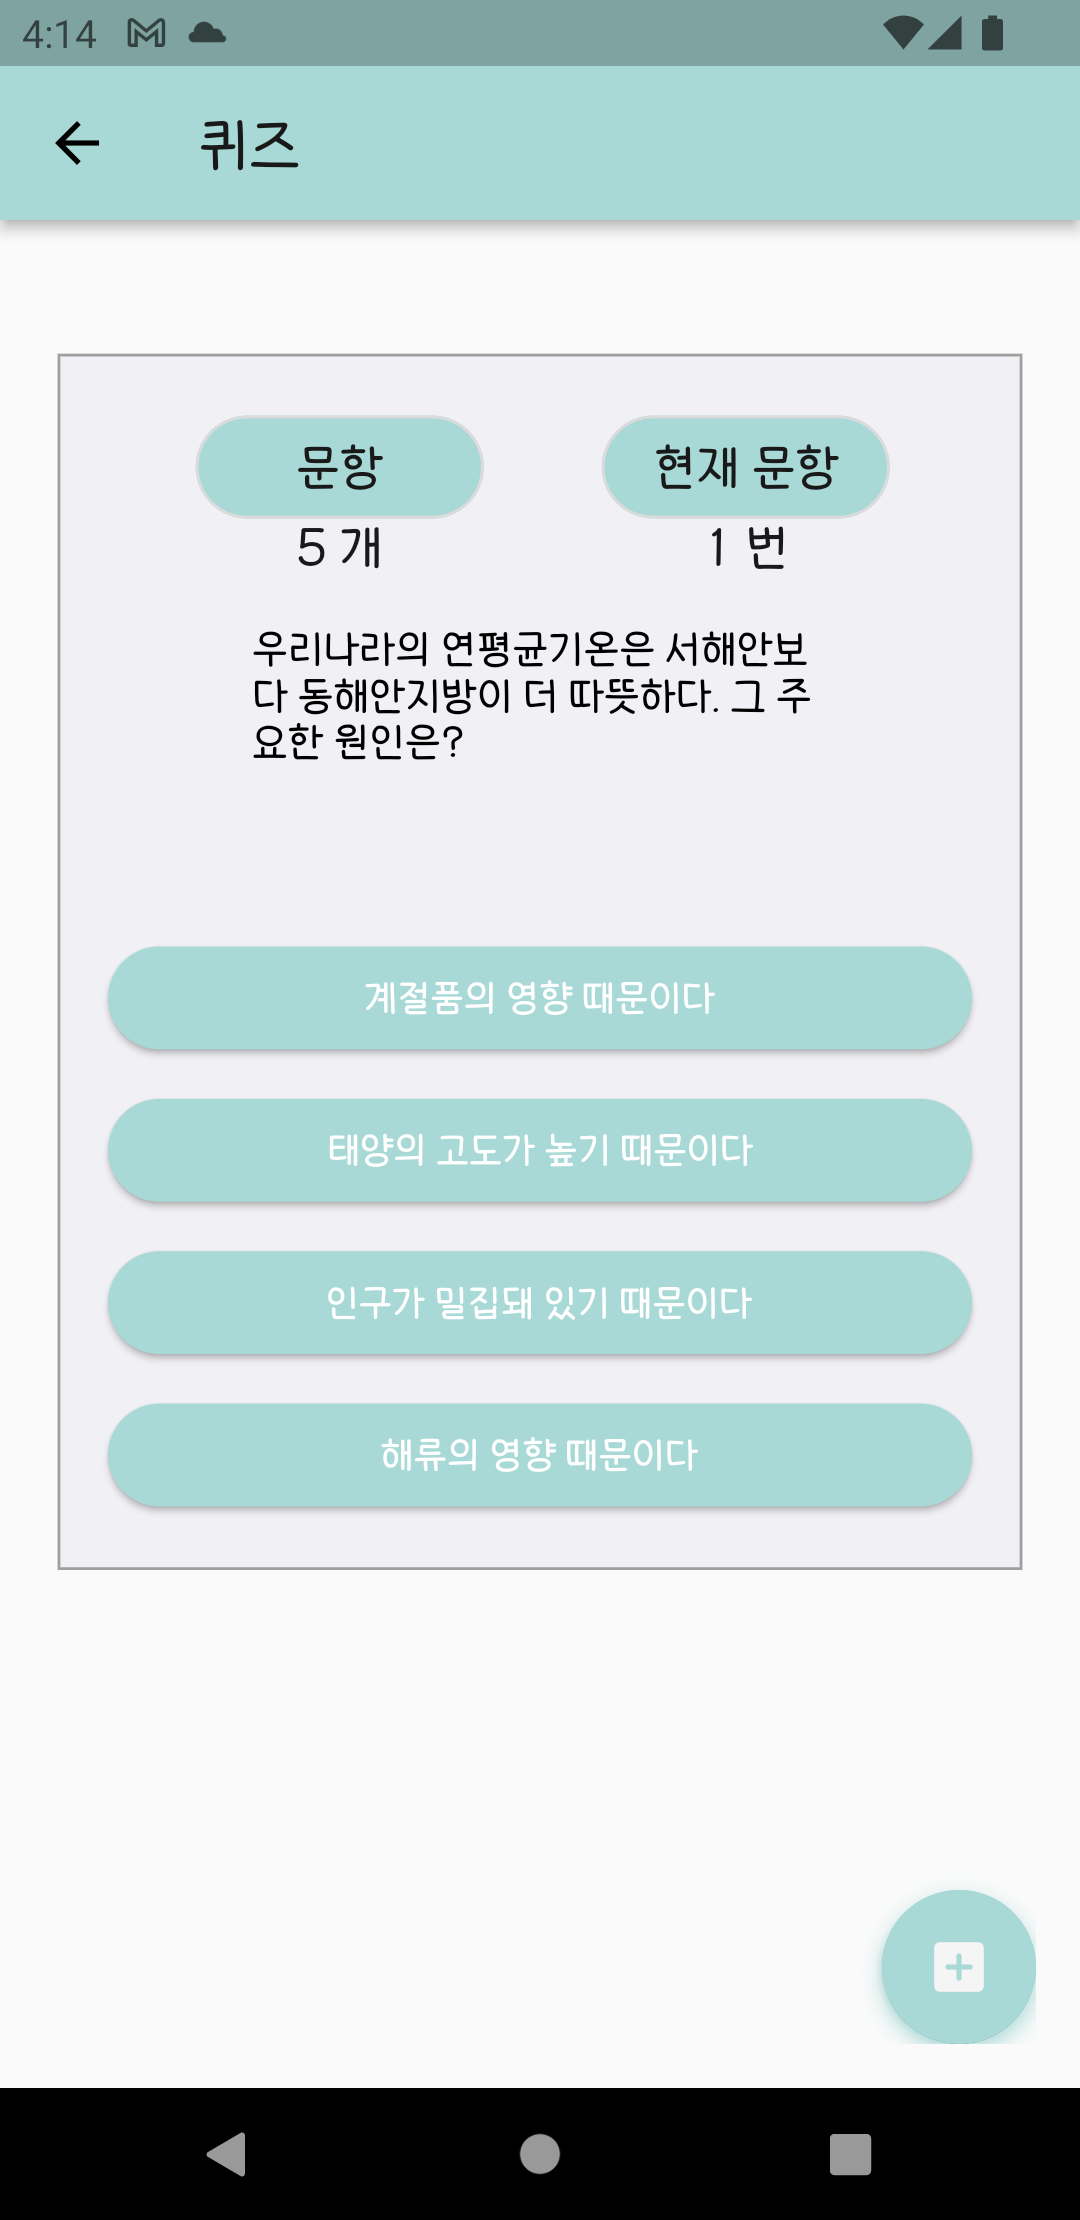 4:14
퀴즈
문항
현재 문항
5 개
1 번
우리나라의 연평균기온은 서해안보
다 동해안지방이 더 따뜻하다. 그 주
요한 원인은?
계절품의 영향 때문이다
태양의 고도가 높기 때문이다
인구가 밀집돼 있기 때문이다
해류의 영향 때문이다